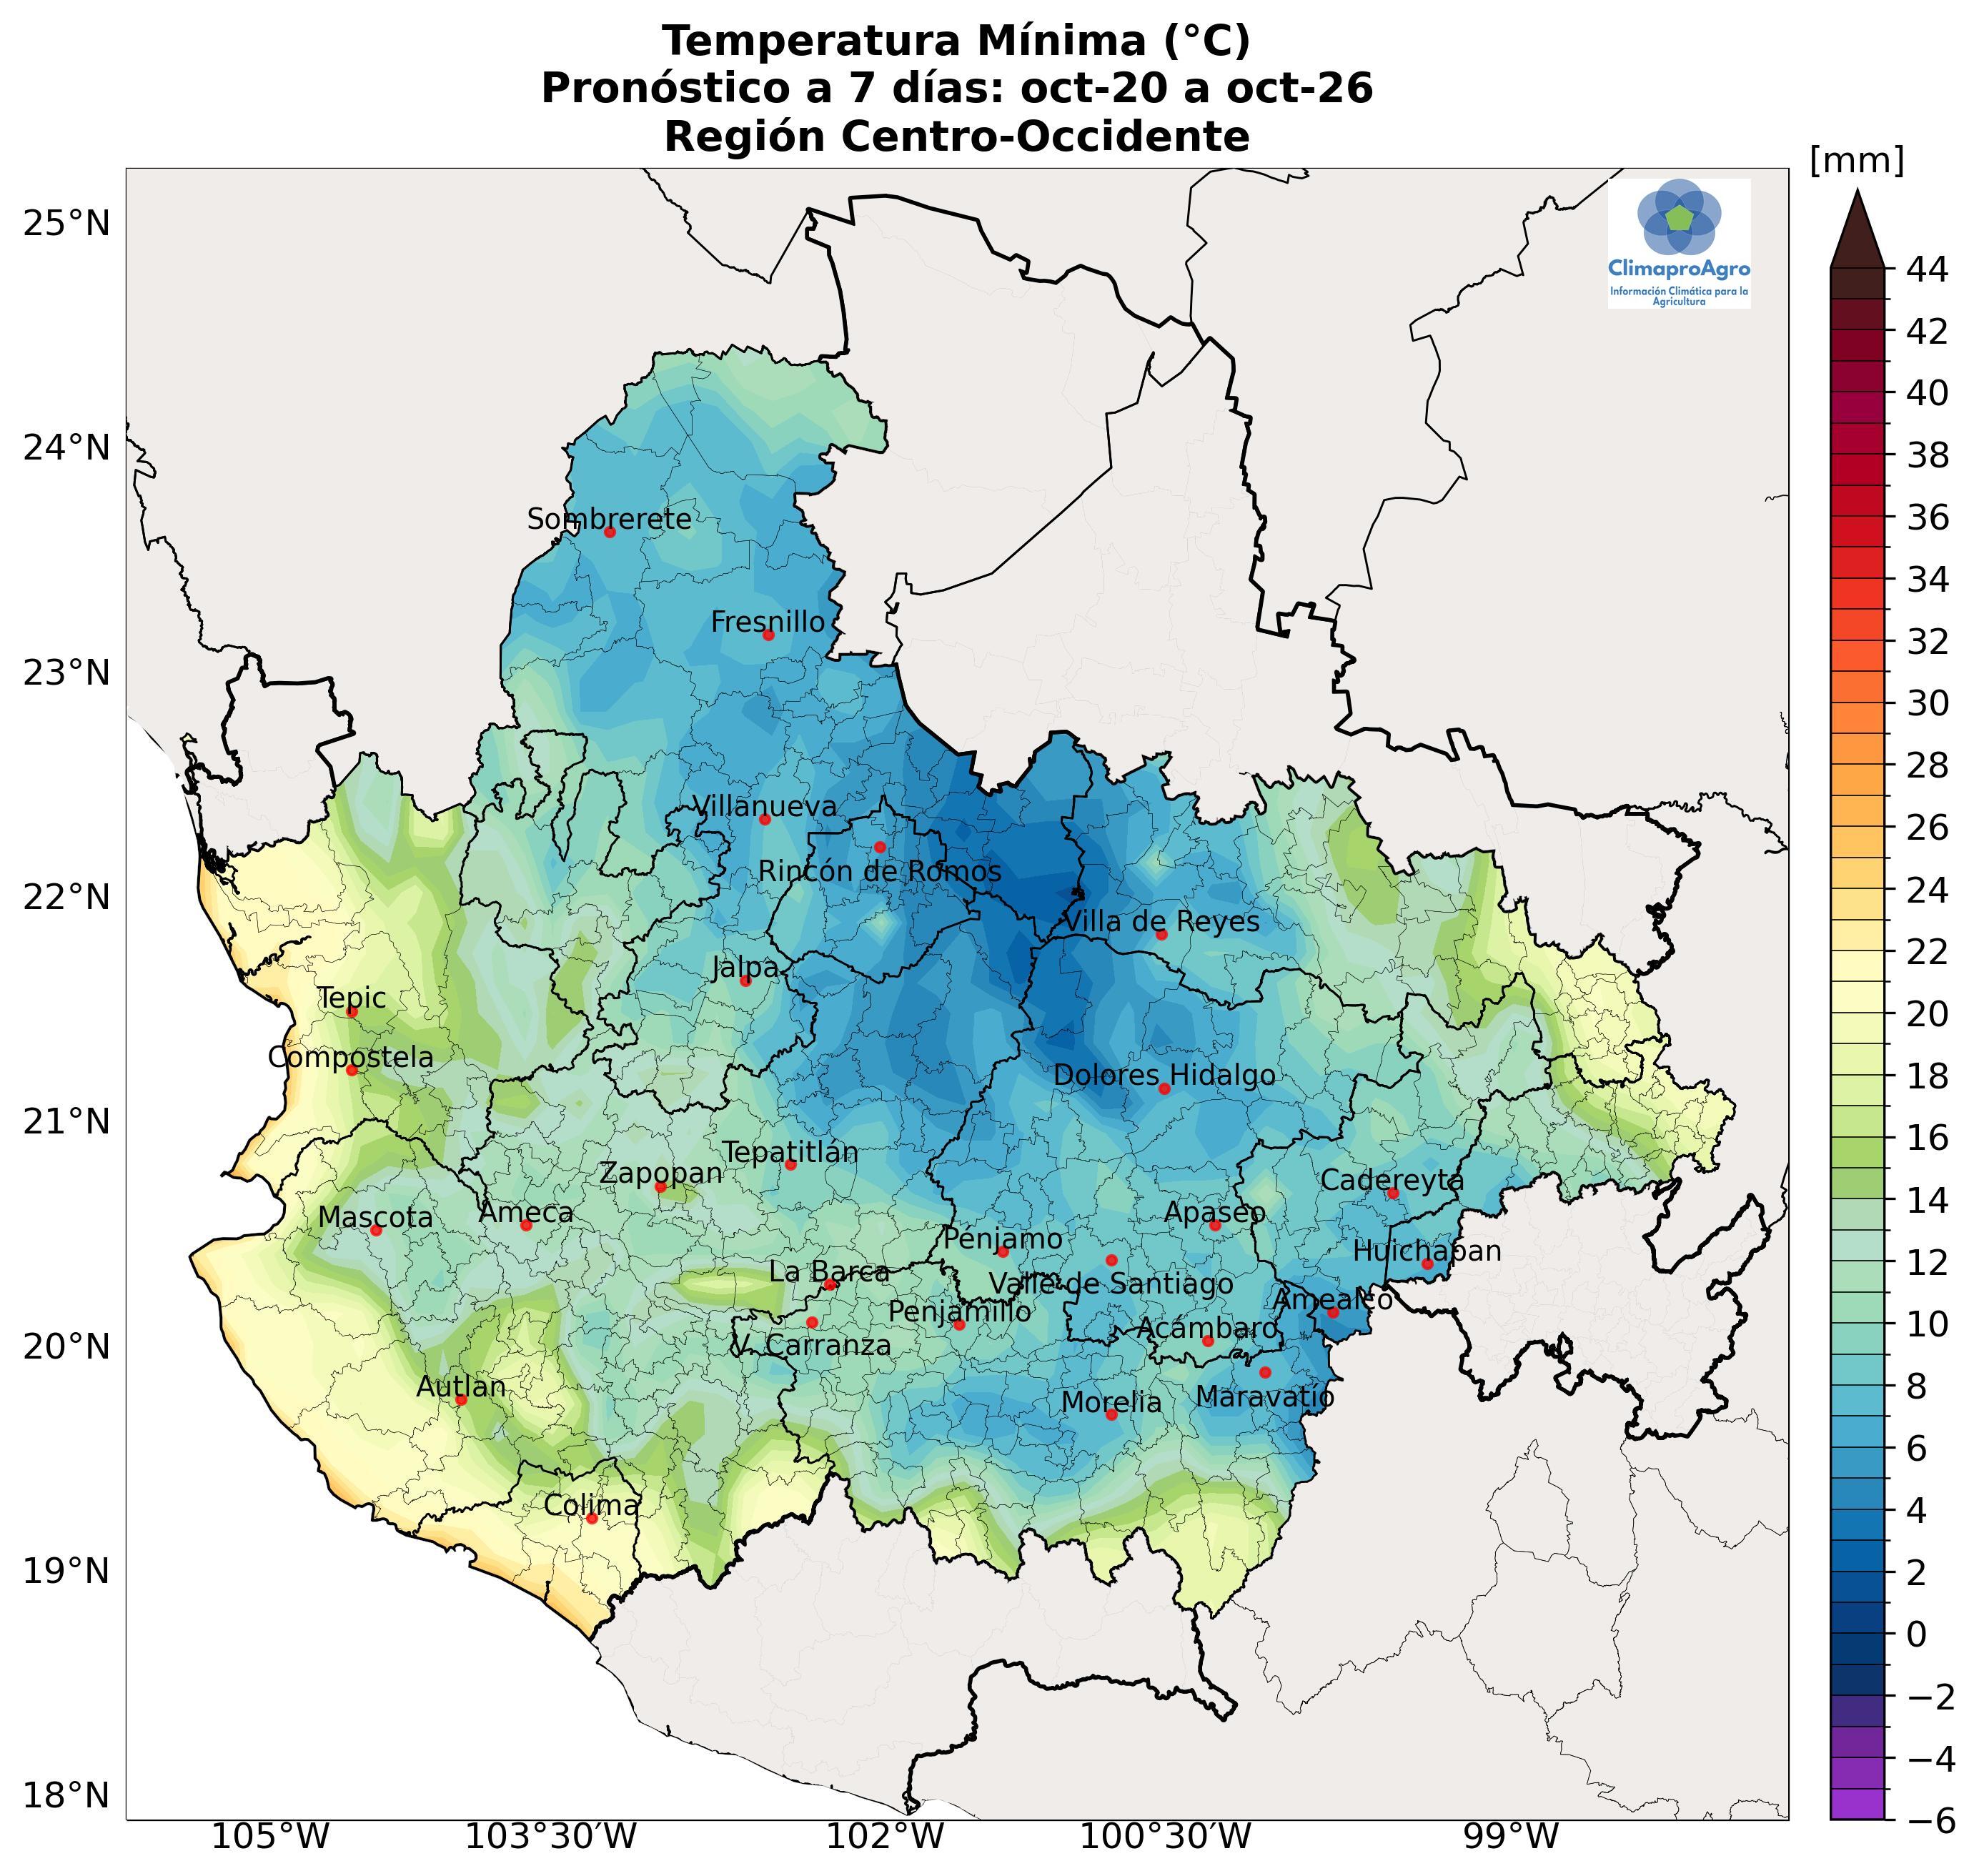 Temperatura Mínima (°C)
Pronóstico a 7 días: oct-20 a oct-26
Región Centro-Occidente
[mm]
25°N
ClimaproAgro
Información Climática para la
Agricultura
44
42
40
24°N
38
36
Sombrerete
34
Fresnillo
32
23°N
30
28
Villanueva
26
Rincón de Romos
24
22°N
Villa de Reyes
22
Jalpa
Tepic
20
Compostela
Dolores Hidalgo
18
21°N
16
Tepatitlán
Zapopan
Cadereyta
14
Mascota
Ameca
Apaseo
Pénjamo
Huichapan
12
La Barca
Valle de Santiago
Amealco
Penjamillo
Acámbaro
10
20°N
V. Carranza
Autlan
Morelia
Maravatío
8
6
Colima
4
19°N
2
0
−2
−4
18°N
−6
105°W
103°30′W
102°W
100°30′W
99°W